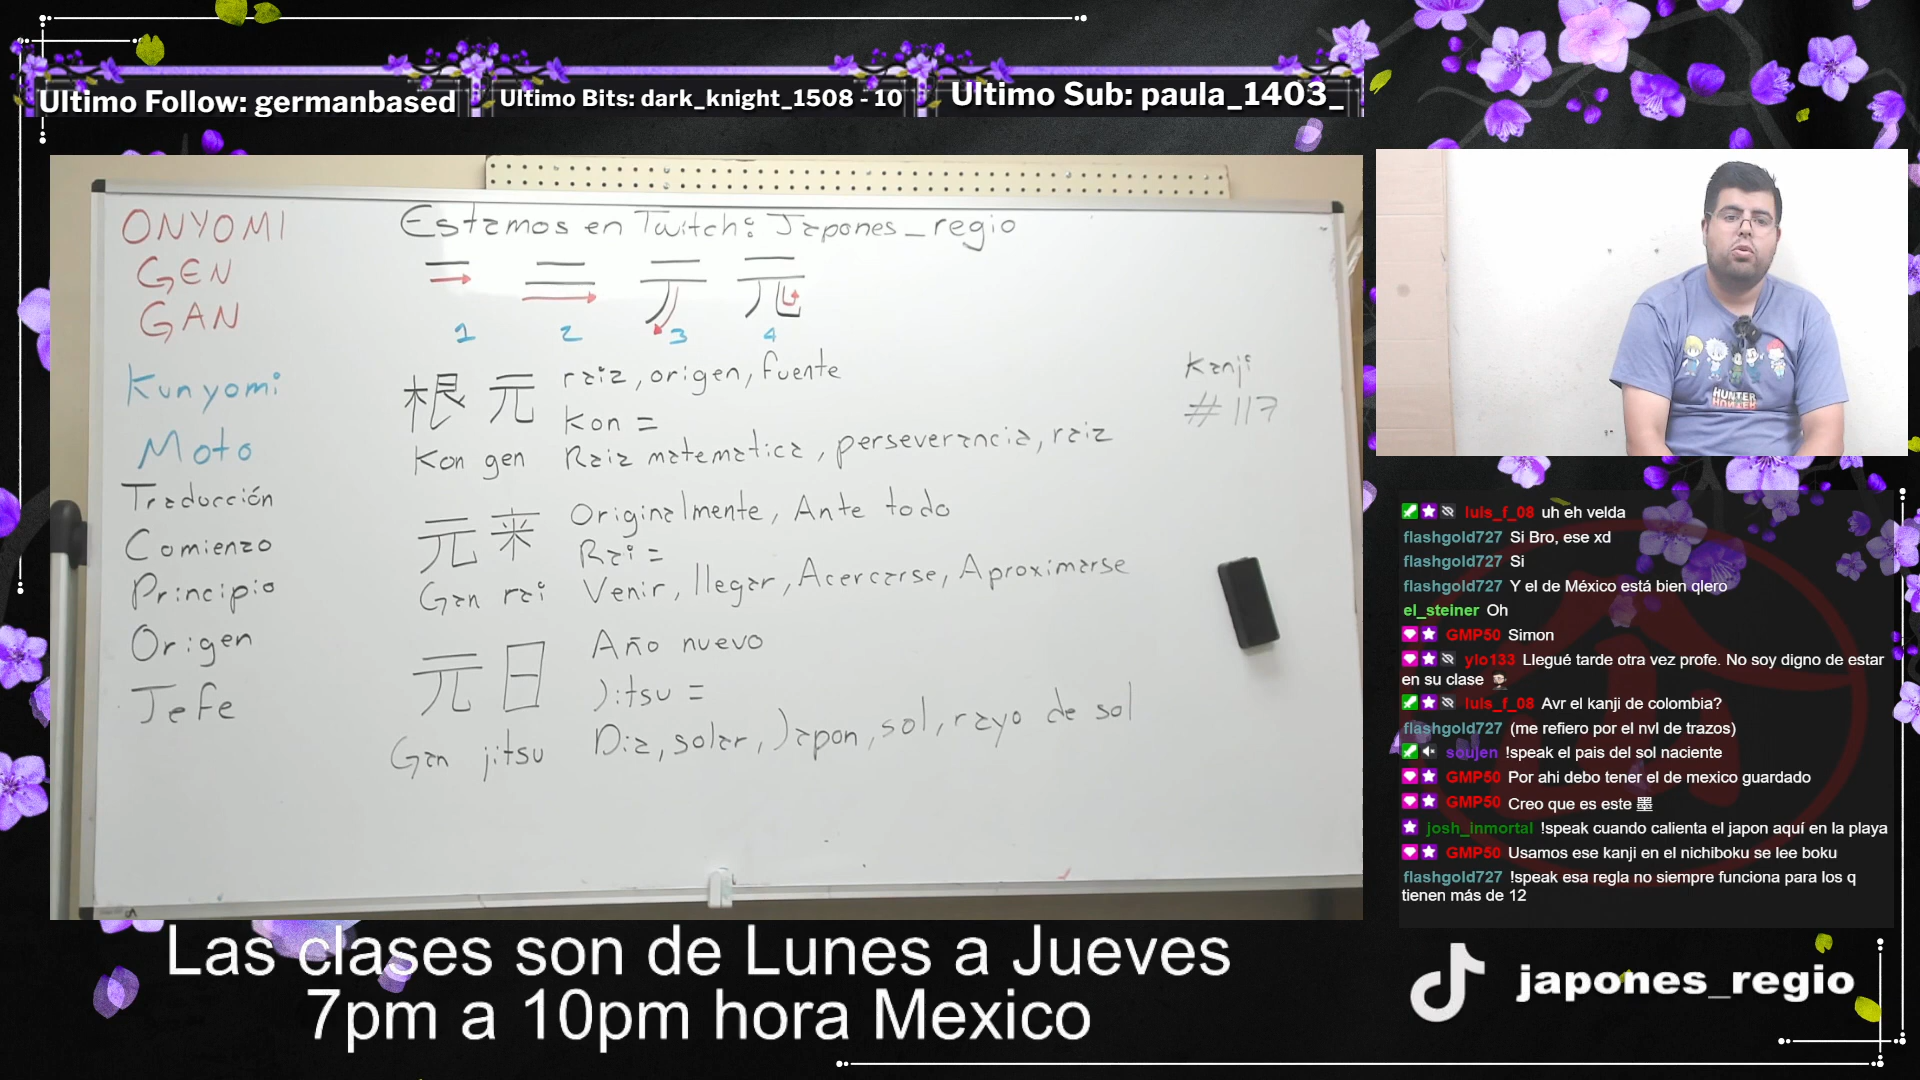 Ultimo Follow: germanbased
Ultimo Bits: dark_knight_1508 - 10
Ultimo Sub: paula_1403_
ONYOMI
GEN
GAN
Kunyomi
Moto
Traducción
Comienzo
Principio
Origen
Jefe
Estamos en Twitch: Japones_regio
一 二 亓 元
1 2 3 4
根元 raiz, origen, fuente
Kon =
Kon gen Raiz matematica, perseverancia, raiz
元来 Originalmente, Ante todo
Rai =
Gan rai Venir, llegar, Acercarse, Aproximarse
元日 Año nuevo
Jitsu =
Gan jitsu Dia, solar, Japon, sol, rayo de sol
Kanji
#117
HUNTER
HUNTER
luis_f_08 uh eh velda
flashgold727 Si Bro, ese xd
flashgold727 Si
flashgold727 Y el de México está bien qlero
el_steiner Oh
GMP50 Simon
ylo133 Llegué tarde otra vez profe. No soy digno de estar
en su clase
luis_f_08 Avr el kanji de colombia?
flashgold727 (me refiero por el nvl de trazos)
soujen !speak el pais del sol naciente
GMP50 Por ahi debo tener el de mexico guardado
GMP50 Creo que es este 墨
josh_inmortal !speak cuando calienta el japon aquí en la playa
GMP50 Usamos ese kanji en el nichiboku se lee boku
flashgold727 !speak esa regla no siempre funciona para los q
tienen más de 12
Las clases son de Lunes a Jueves
7pm a 10pm hora Mexico
japones_regio